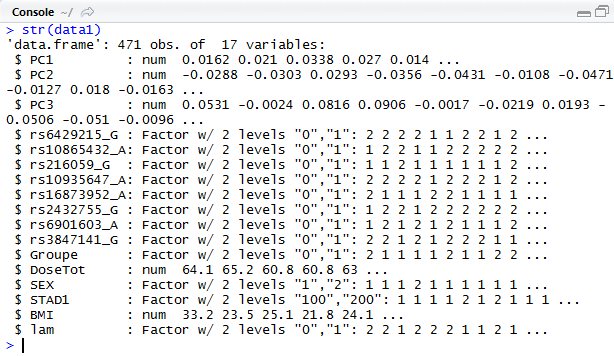 Console ~/
> str(data1)
'data.frame': 471 obs. of  17 variables:
 $ PC1         : num  0.0162 0.021 0.0338 0.027 0.014 ...
 $ PC2         : num  -0.0288 -0.0303 0.0293 -0.0356 -0.0431 -0.0108 -0.0471
-0.0127 0.018 -0.0163 ...
 $ PC3         : num  0.0531 -0.0024 0.0816 0.0906 -0.0017 -0.0219 0.0193 -
0.0506 -0.051 -0.0096 ...
 $ rs6429215_G : Factor w/ 2 levels "0","1": 2 2 2 2 1 1 2 2 1 2 ...
 $ rs10865432_A: Factor w/ 2 levels "0","1": 1 2 2 1 2 2 2 2 2 2 ...
 $ rs216059_G  : Factor w/ 2 levels "0","1": 1 1 1 2 1 1 1 1 1 2 ...
 $ rs10935647_A: Factor w/ 2 levels "0","1": 2 2 2 2 2 1 2 2 1 2 ...
 $ rs16873952_A: Factor w/ 2 levels "0","1": 2 1 1 2 1 1 1 1 1 1 ...
 $ rs2432755_G : Factor w/ 2 levels "0","1": 1 2 2 1 2 2 2 2 2 2 ...
 $ rs6901603_A : Factor w/ 2 levels "0","1": 1 2 2 1 2 1 1 1 2 2 ...
 $ rs3847141_G : Factor w/ 2 levels "0","1": 2 2 1 2 1 2 2 2 1 1 ...
 $ Groupe      : Factor w/ 2 levels "0","1": 2 1 1 1 1 2 1 1 2 2 ...
 $ DoseTot     : num  64.1 65.2 60.8 60.8 63 ...
 $ SEX         : Factor w/ 2 levels "1","2": 1 1 1 2 1 1 1 1 1 1 ...
 $ STAD1       : Factor w/ 2 levels "100","200": 1 1 1 1 2 1 2 1 1 1 ...
 $ BMI         : num  33.2 23.5 25.1 21.8 24.1 ...
 $ lam         : Factor w/ 2 levels "0","1": 2 2 1 2 2 2 1 1 2 1 ...
>